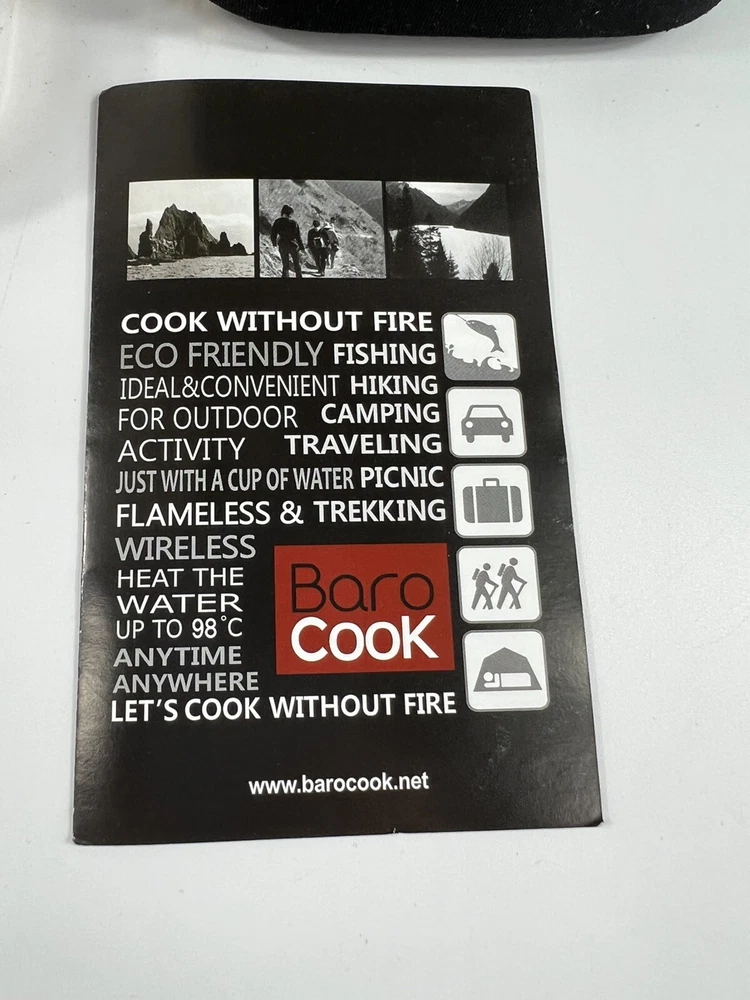 COOK WITHOUT FIRE
ECO FRIENDLY FISHING
IDEAL&CONVENIENT HIKING
FOR OUTDOOR CAMPING
ACTIVITY TRAVELING
JUST WITH A CUP OF WATER PICNIC
FLAMELESS & TREKKING
WIRELESS
HEAT THE
WATER
UP TO 98°C
ANYTIME
ANYWHERE
Baro
CooK
LET'S COOK WITHOUT FIRE
www.barocook.net